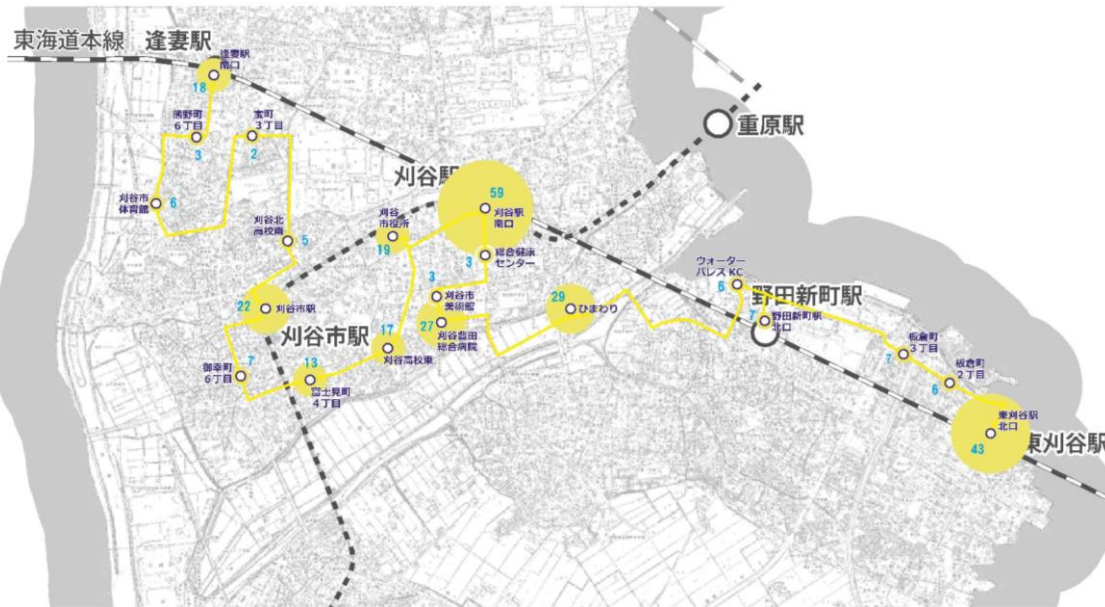 東海道本線
逢妻駅
逢妻駅
南口
18
熊野町
6丁目
3
宝町
3丁目
2
刈谷市
体育館
6
刈谷北
高校南
5
重原駅
刈谷駅
59
刈谷駅
南口
刈谷
市役所
19
総合健康
センター
3
刈谷市
美術館
3
27
刈谷豊田
総合病院
29
ひまわり
22
刈谷市駅
刈谷市駅
17
刈谷高校東
御幸町
6丁目
7
13
富士見町
4丁目
ウォーター
パレス KC
6
野田新町駅
7
野田新町駅
北口
板倉町
3丁目
7
板倉町
2丁目
6
東刈谷駅
北口
43
東刈谷駅